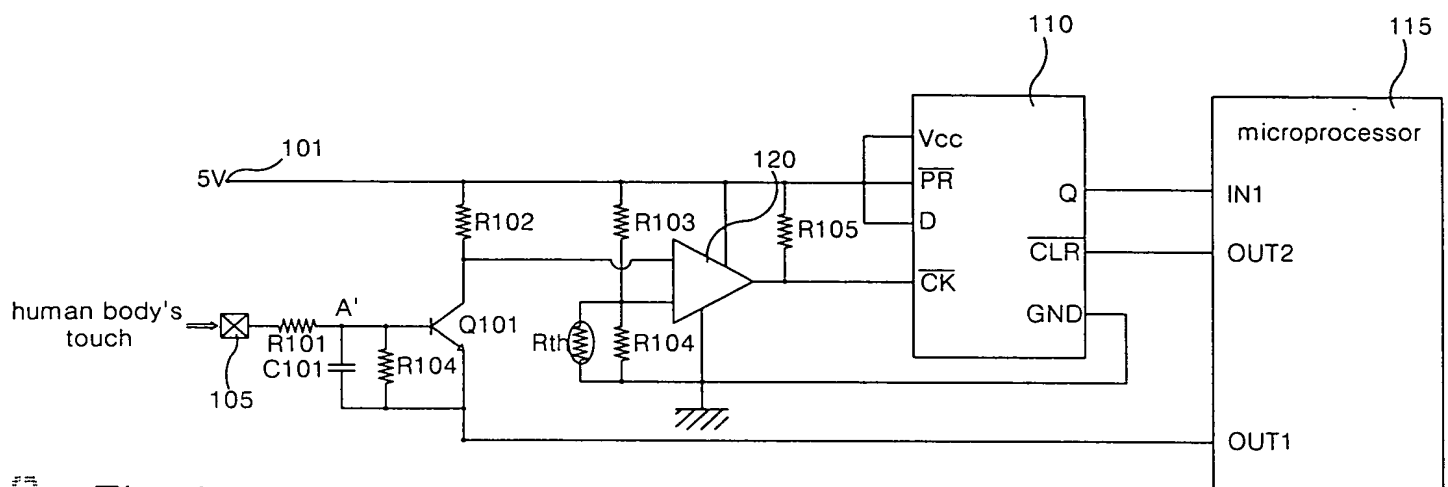 110
115
101
120
5V
Vcc
PR
D
CK
Q
CLR
GND
microprocessor
IN1
OUT2
OUT1
R102
R103
R105
human body's
touch
A'
R101
C101
R104
Q101
Rth
R104
105